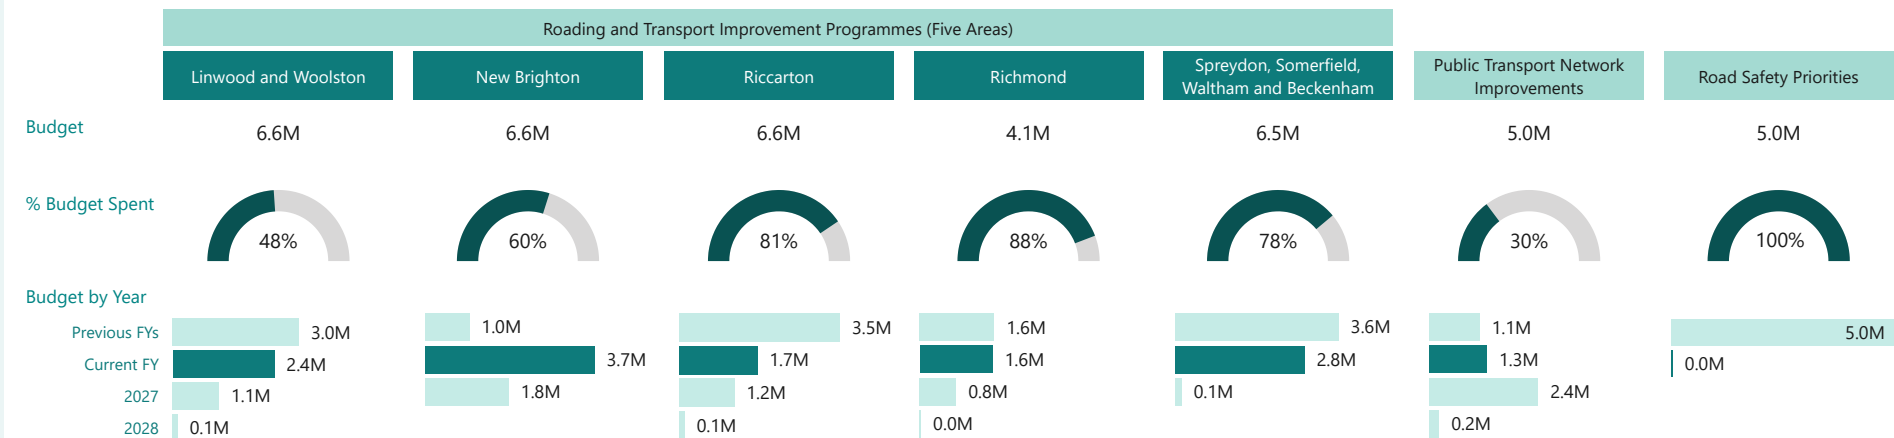 Roading and Transport Improvement Programmes (Five Areas)
Linwood and Woolston
New Brighton
Riccarton
Richmond
Spreydon, Somerfield,
Waltham and Beckenham
Public Transport Network
Improvements
Road Safety Priorities
Budget
6.6M
6.6M
6.6M
4.1M
6.5M
5.0M
5.0M
% Budget Spent
48%
60%
81%
88%
78%
30%
100%
Budget by Year
Previous FYs
3.0M
1.0M
3.5M
1.6M
3.6M
1.1M
5.0M
Current FY
2.4M
3.7M
1.7M
1.6M
2.8M
1.3M
0.0M
2027
1.1M
1.8M
1.2M
0.8M
0.1M
2.4M
2028
0.1M
0.1M
0.0M
0.2M